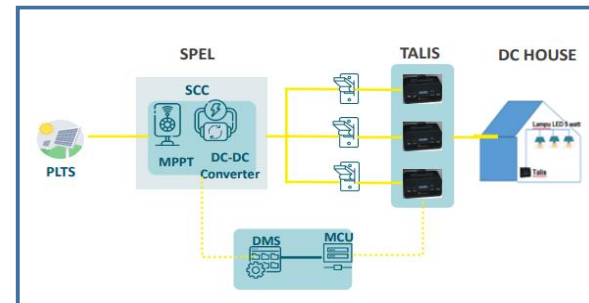 SPEL
TALIS
DC HOUSE
SCC
Lampu LED 5 watt
MPPT
DC-DC
Converter
PLTS
Talis
DMS
MCU